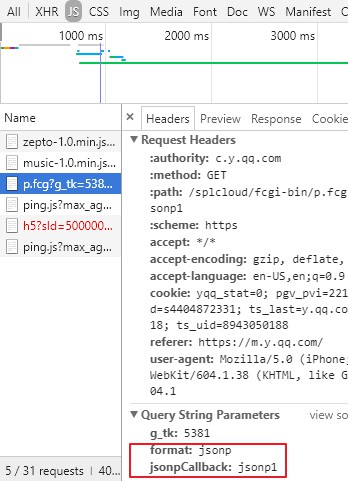 All XHR JS CSS Img Media Font Doc WS Manifest
1000 ms 2000 ms 3000 ms
Name
zepto-1.0.min.js...
music-1.0.min.js...
p.fcg?g_tk=538...
ping.js?max_ag...
h5?sId=500000...
ping.js?max_ag...
5 / 31 requests | 40...
× Headers Preview Response Cookies
▼ Request Headers
:authority: c.y.qq.com
:method: GET
:path: /splcloud/fcgi-bin/p.fcg
sonp1
:scheme: https
accept: */*
accept-encoding: gzip, deflate,
accept-language: en-US,en;q=0.9
cookie: yqq_stat=0; pgv_pvi=221
d=s4404872331; ts_last=y.qq.co
18; ts_uid=8943050188
referer: https://m.y.qq.com/
user-agent: Mozilla/5.0 (iPhone;
WebKit/604.1.38 (KHTML, like G
04.1
▼ Query String Parameters view so
g_tk: 5381
format: jsonp
jsonpCallback: jsonp1